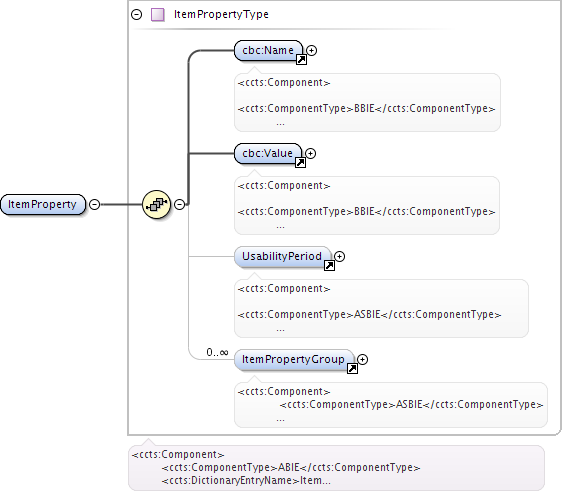 ItemPropertyType
cbc:Name
<ccts:Component>
<ccts:ComponentType>BBIE</ccts:ComponentType>
...
cbc:Value
<ccts:Component>
<ccts:ComponentType>BBIE</ccts:ComponentType>
...
ItemProperty
UsabilityPeriod
<ccts:Component>
<ccts:ComponentType>ASBIE</ccts:ComponentType>
...
0..∞
ItemPropertyGroup
<ccts:Component>
<ccts:ComponentType>ASBIE</ccts:ComponentType>
...
<ccts:Component>
<ccts:ComponentType>ABIE</ccts:ComponentType>
<ccts:DictionaryEntryName>Item...